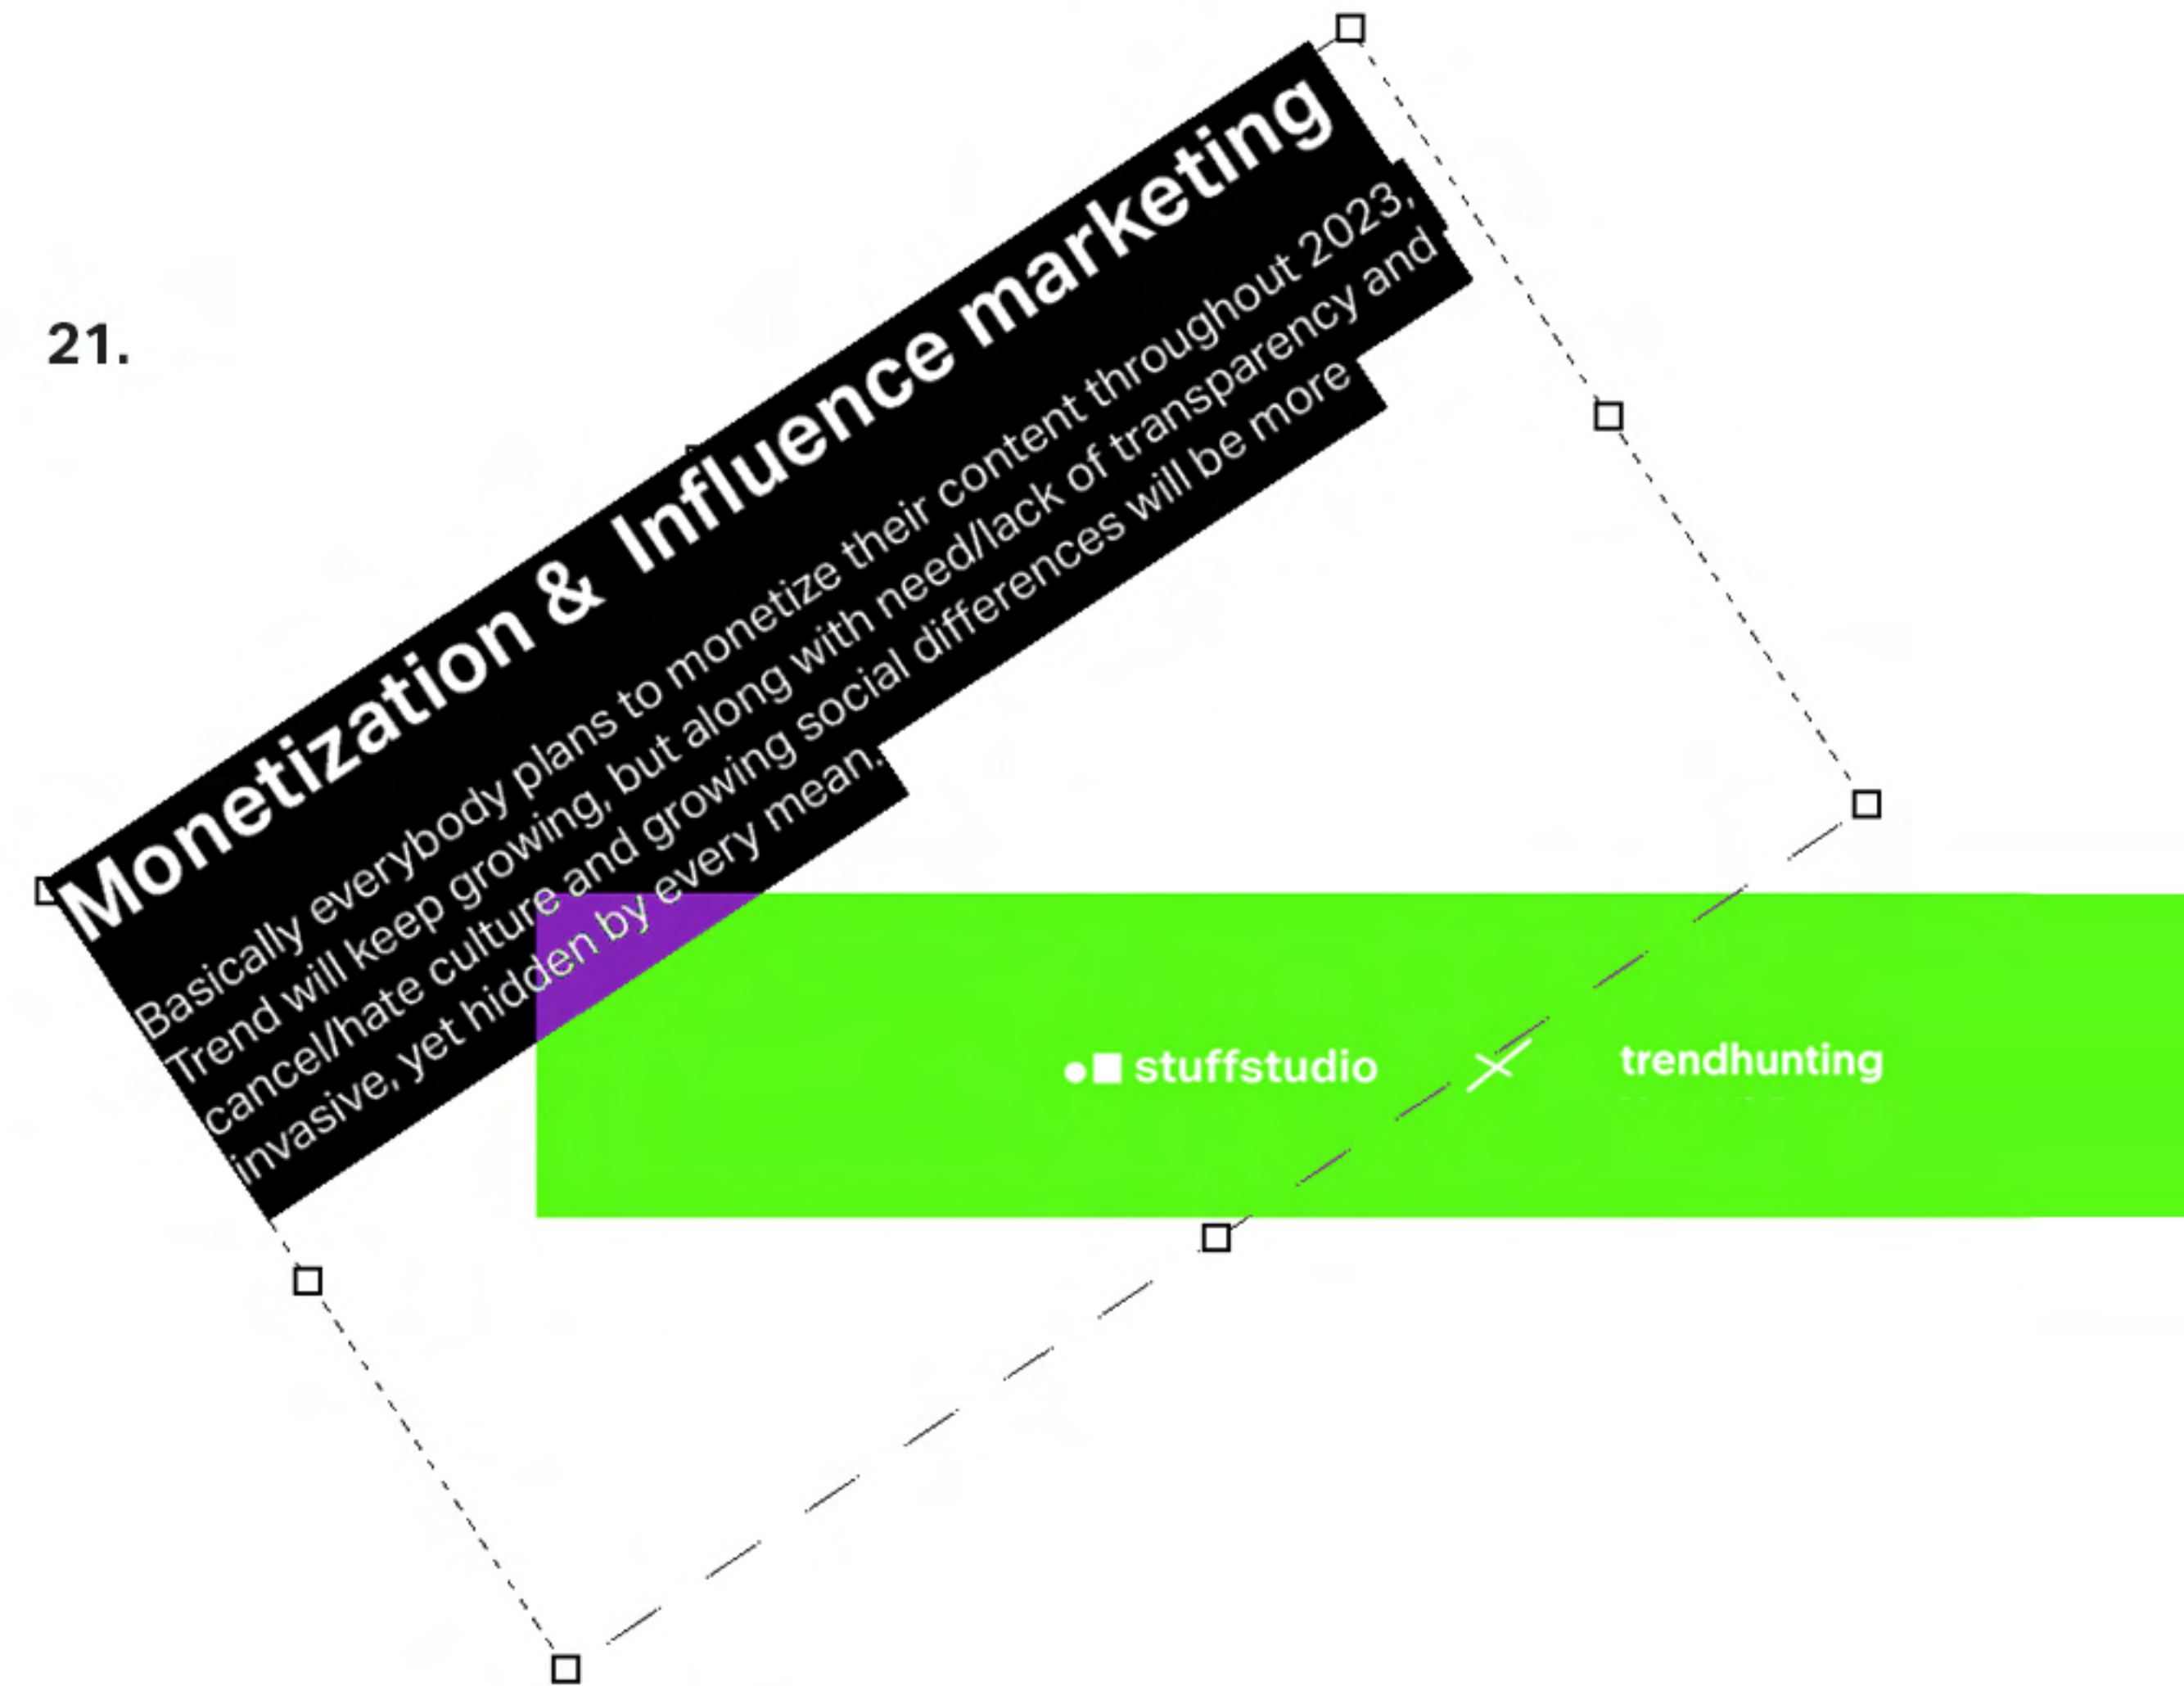 21.
Monetization & Influence marketing
Basically everybody plans to monetize their content throughout 2023,
Trend will keep growing, but along with need/lack of transparency and
cancel/hate culture and growing social differences will be more
invasive, yet hidden by every mean.
stuffstudio
trendhunting